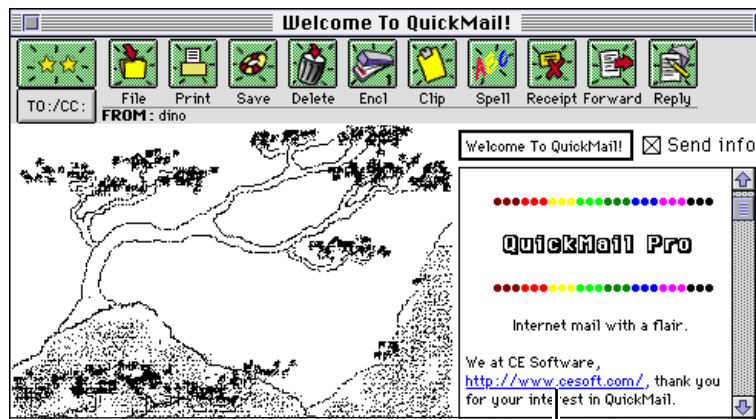 Welcome To QuickMail!
TO:/CC:
File Print Save Delete Encl Clip Spell Receipt Forward Reply
FROM: dino
Welcome To QuickMail! Send info
QuickMail Pro
Internet mail with a flair.
We at CE Software,
http://www.cesoft.com/, thank you
for your interest in QuickMail.